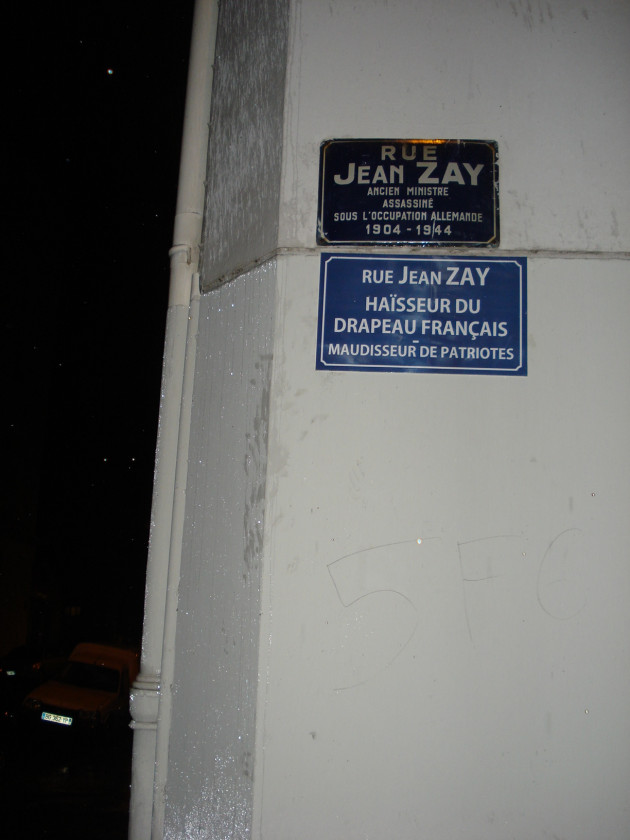 RUE
JEAN ZAY
ANCIEN MINISTRE
ASSASSINÉ
SOUS L'OCCUPATION ALLEMANDE
1904 - 1944
RUE JEAN ZAY
HAÏSSEUR DU
DRAPEAU FRANÇAIS
-
MAUDISSEUR DE PATRIOTES
5F6